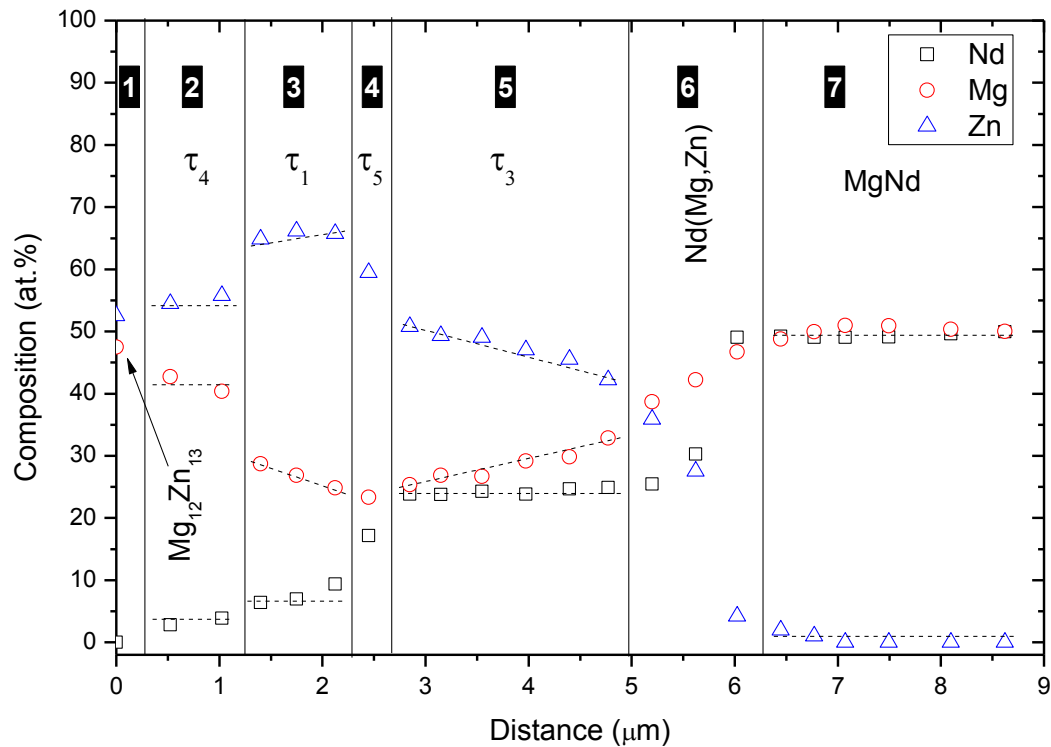 100
90
80
70
60
50
40
30
20
10
0
Composition (at.%)
1
2
3
4
5
6
7
Nd
Mg
Zn
τ4
τ1
τ5
τ3
Nd(Mg,Zn)
MgNd
Mg12Zn13
0
1
2
3
4
5
6
7
8
9
Distance (μm)